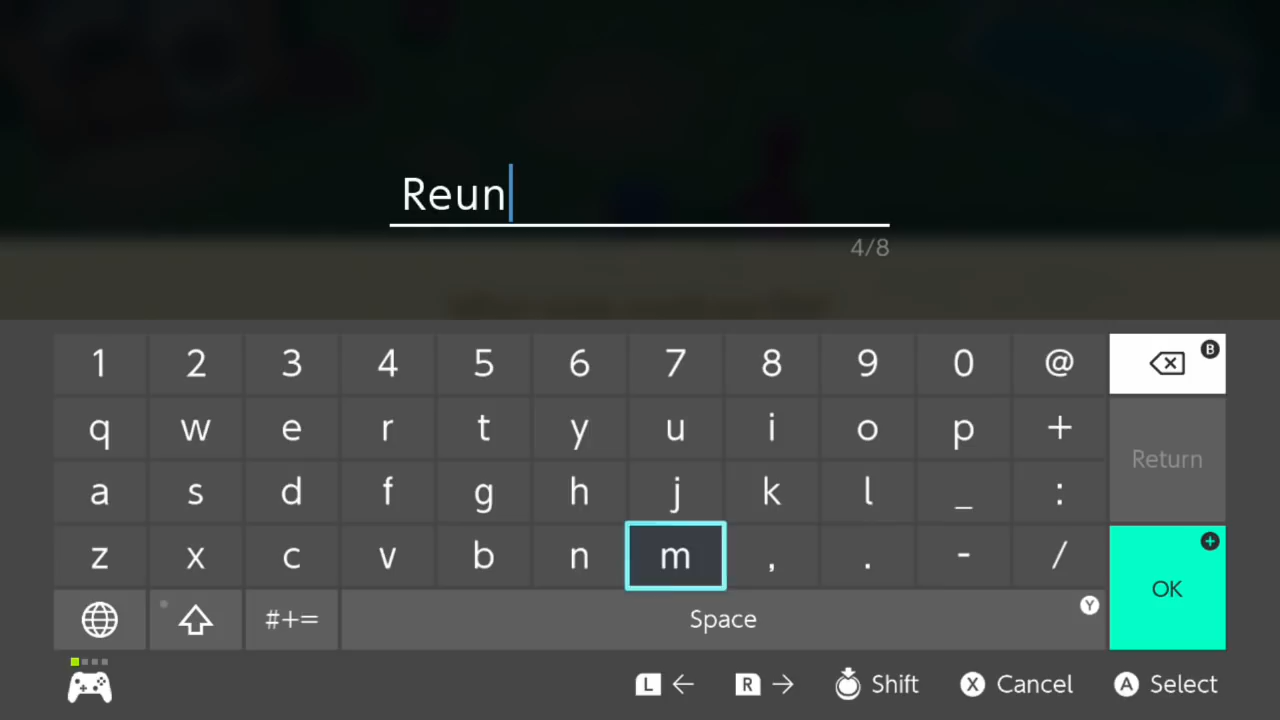 Reun
4/8
1 2 3 4 5 6 7 8 9 0 @ B
q w e r t y u i o p + Return
a s d f g h j k l _ :
z x c v b n m , . - / OK
#+= Space Y
L ← R → Shift X Cancel A Select